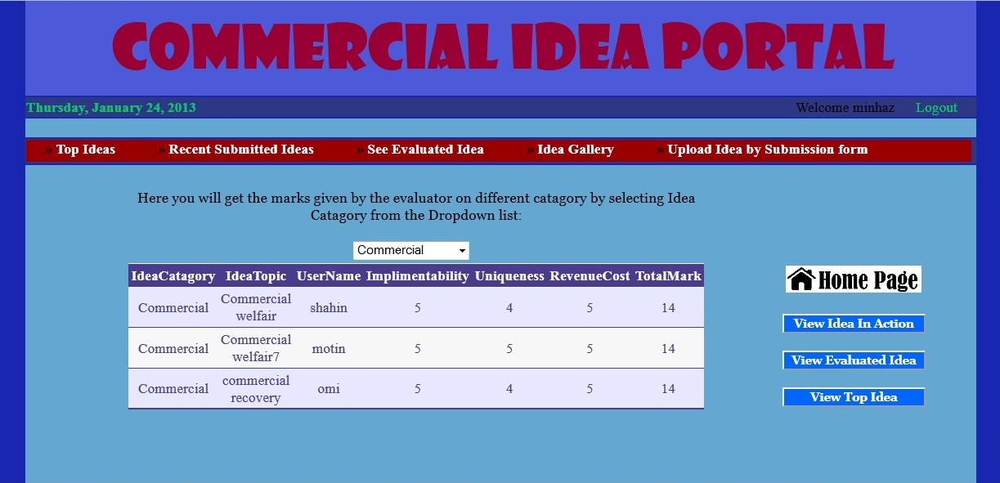 COMMERCIAL IDEA PORTAL
Thursday, January 24, 2013 Welcome minhaz Logout
» Top Ideas » Recent Submitted Ideas » See Evaluated Idea » Idea Gallery » Upload Idea by Submission form
Here you will get the marks given by the evaluator on different catagory by selecting Idea
Catagory from the Dropdown list:
Commercial
IdeaCatagory IdeaTopic UserName Implimentability Uniqueness RevenueCost TotalMark
Commercial Commercial welfair shahin 5 4 5 14
Commercial Commercial welfair7 motin 5 5 5 14
Commercial commercial recovery omi 5 4 5 14
Home Page
View Idea In Action
View Evaluated Idea
View Top Idea